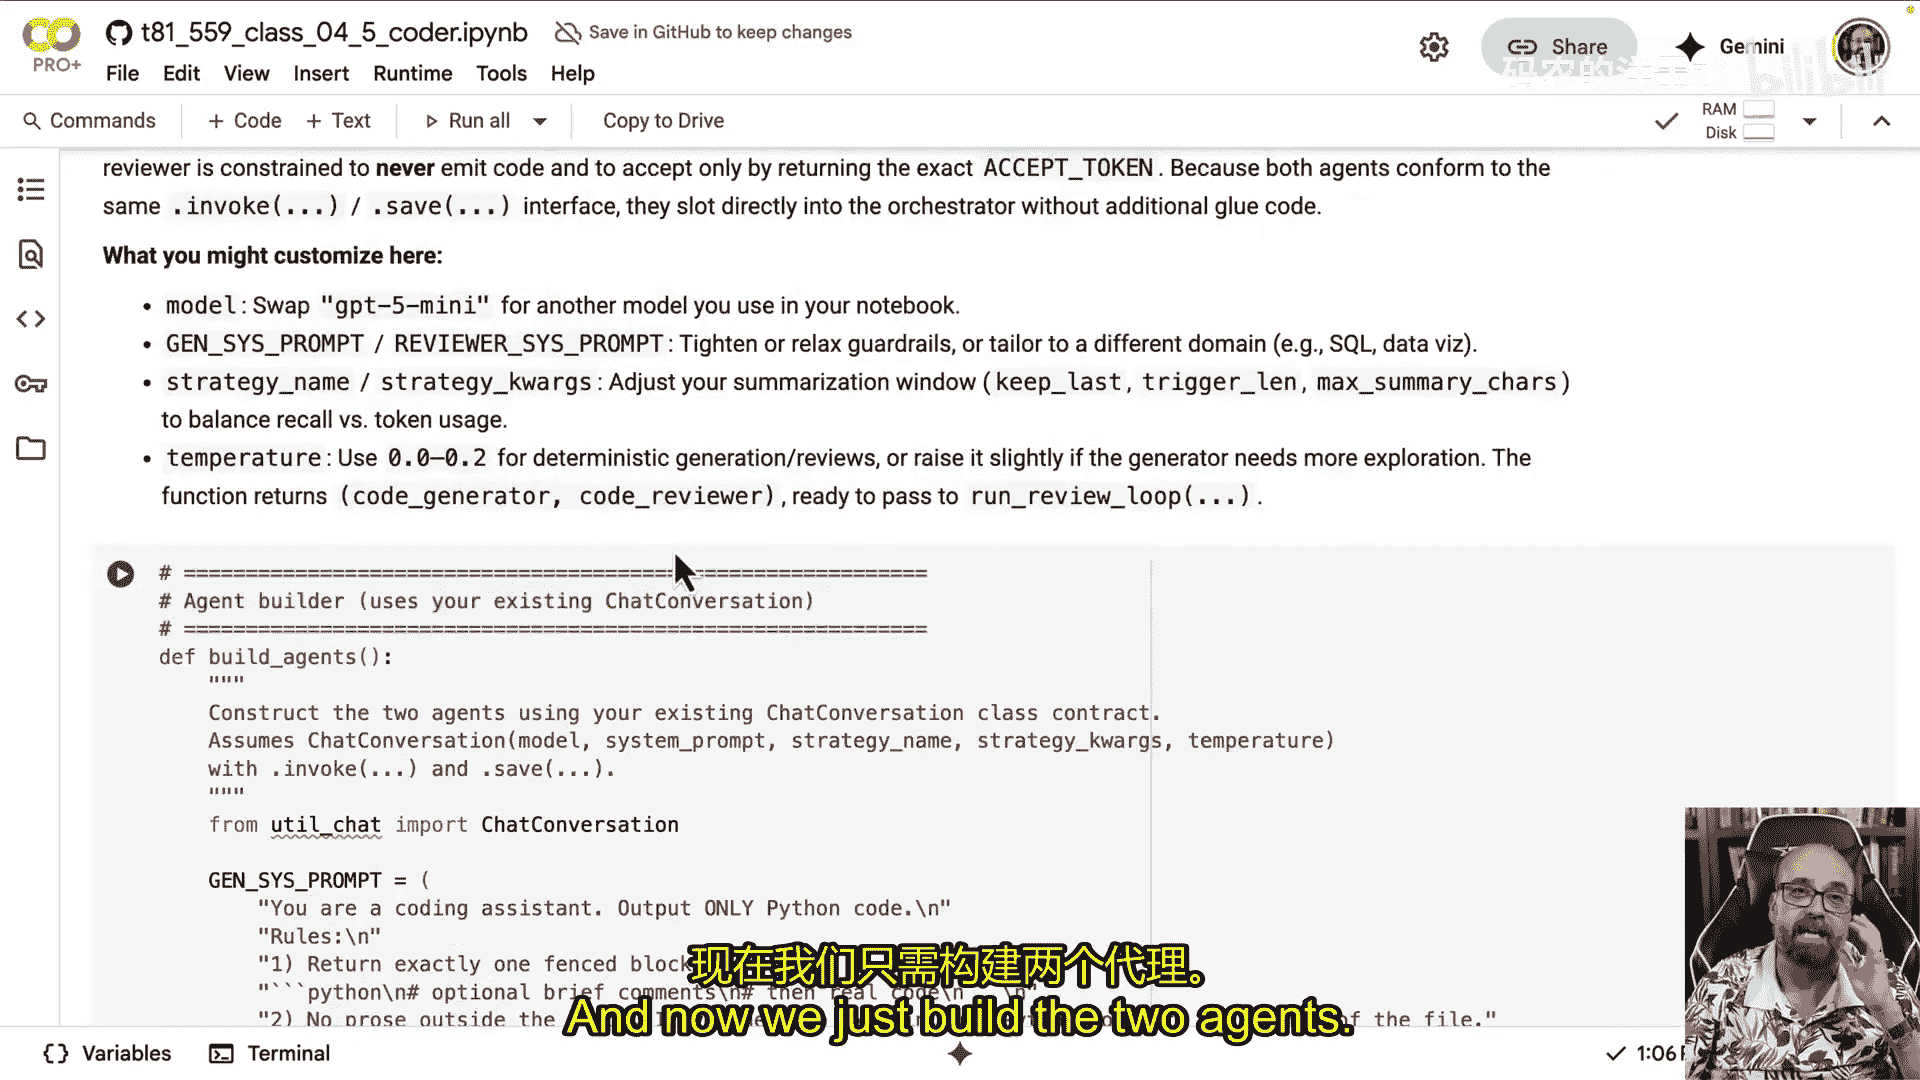 t81_559_class_04_5_coder.ipynb
Save in GitHub to keep changes
Share
Gemini
PRO+
File Edit View Insert Runtime Tools Help
码农的
bilibili
Commands
+ Code + Text
Run all
Copy to Drive
RAM
Disk
reviewer is constrained to never emit code and to accept only by returning the exact ACCEPT_TOKEN. Because both agents conform to the
same .invoke(...) / .save(...) interface, they slot directly into the orchestrator without additional glue code.
What you might customize here:
• model: Swap "gpt-5-mini" for another model you use in your notebook.
• GEN_SYS_PROMPT / REVIEWER_SYS_PROMPT: Tighten or relax guardrails, or tailor to a different domain (e.g., SQL, data viz).
• strategy_name / strategy_kwargs: Adjust your summarization window (keep_last, trigger_len, max_summary_chars)
to balance recall vs. token usage.
• temperature: Use 0.0–0.2 for deterministic generation/reviews, or raise it slightly if the generator needs more exploration. The
function returns (code_generator, code_reviewer), ready to pass to run_review_loop(...).
# ============================================================
# Agent builder (uses your existing ChatConversation)
# ============================================================
def build_agents():
"""
Construct the two agents using your existing ChatConversation class contract.
Assumes ChatConversation(model, system_prompt, strategy_name, strategy_kwargs, temperature)
with .invoke(...) and .save(...).
"""
from util_chat import ChatConversation
GEN_SYS_PROMPT = (
"You are a coding assistant. Output ONLY Python code.\n"
"Rules:\n"
"1) Return exactly one fenced block
"```python\n# optional brief comments\n# then real code\n
"2) No prose outside the
of the file."
现在我们只需构建两个代理。
And now we just build the two agents.
Variables
Terminal
1:06